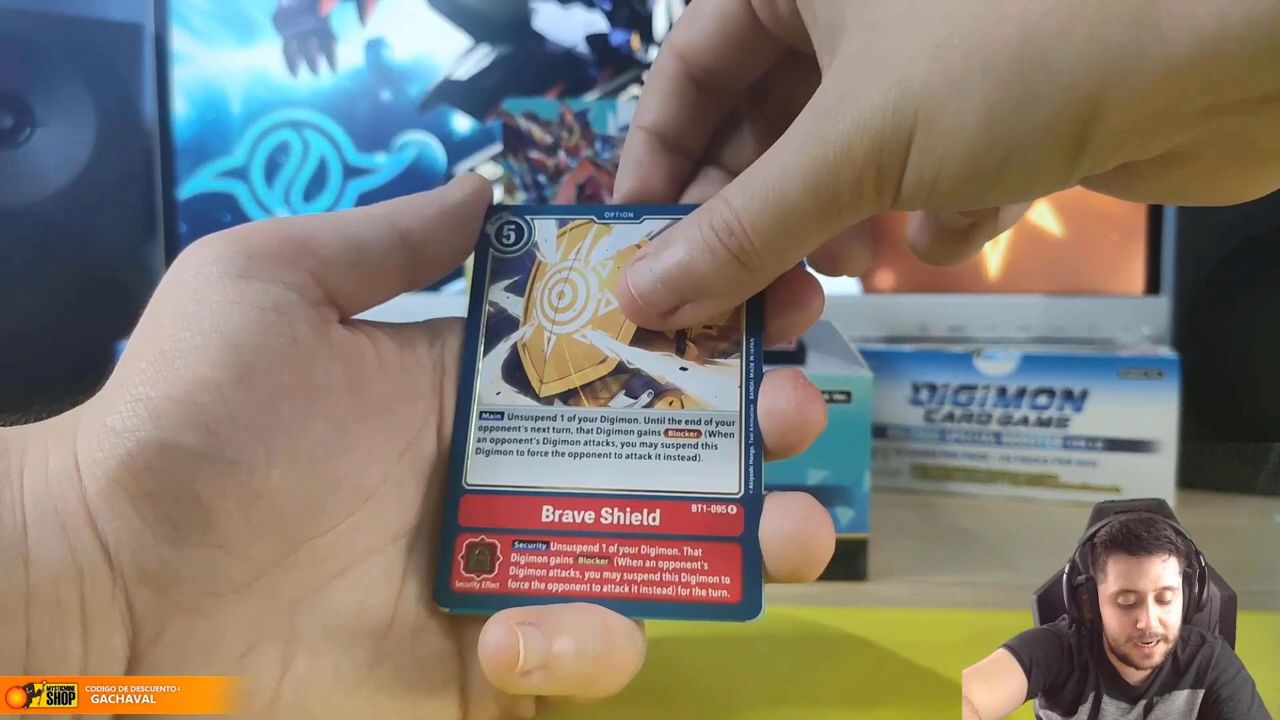 OPTION
5
BANDAI MADE IN JAPAN
Main Unsuspend 1 of your Digimon. Until the end of your
opponent's next turn, that Digimon gains Blocker (When
an opponent's Digimon attacks, you may suspend this
Digimon to force the opponent to attack it instead).
BT1-095 R
Brave Shield
Security Unsuspend 1 of your Digimon. That
Digimon gains Blocker (When an opponent's
Digimon attacks, you may suspend this Digimon to
force the opponent to attack it instead) for the turn.
Security Effect
DIGIMON
CARD GAME
MYSTICMINE
SHOP
CODIGO DE DESCUENTO:
GACHAVAL